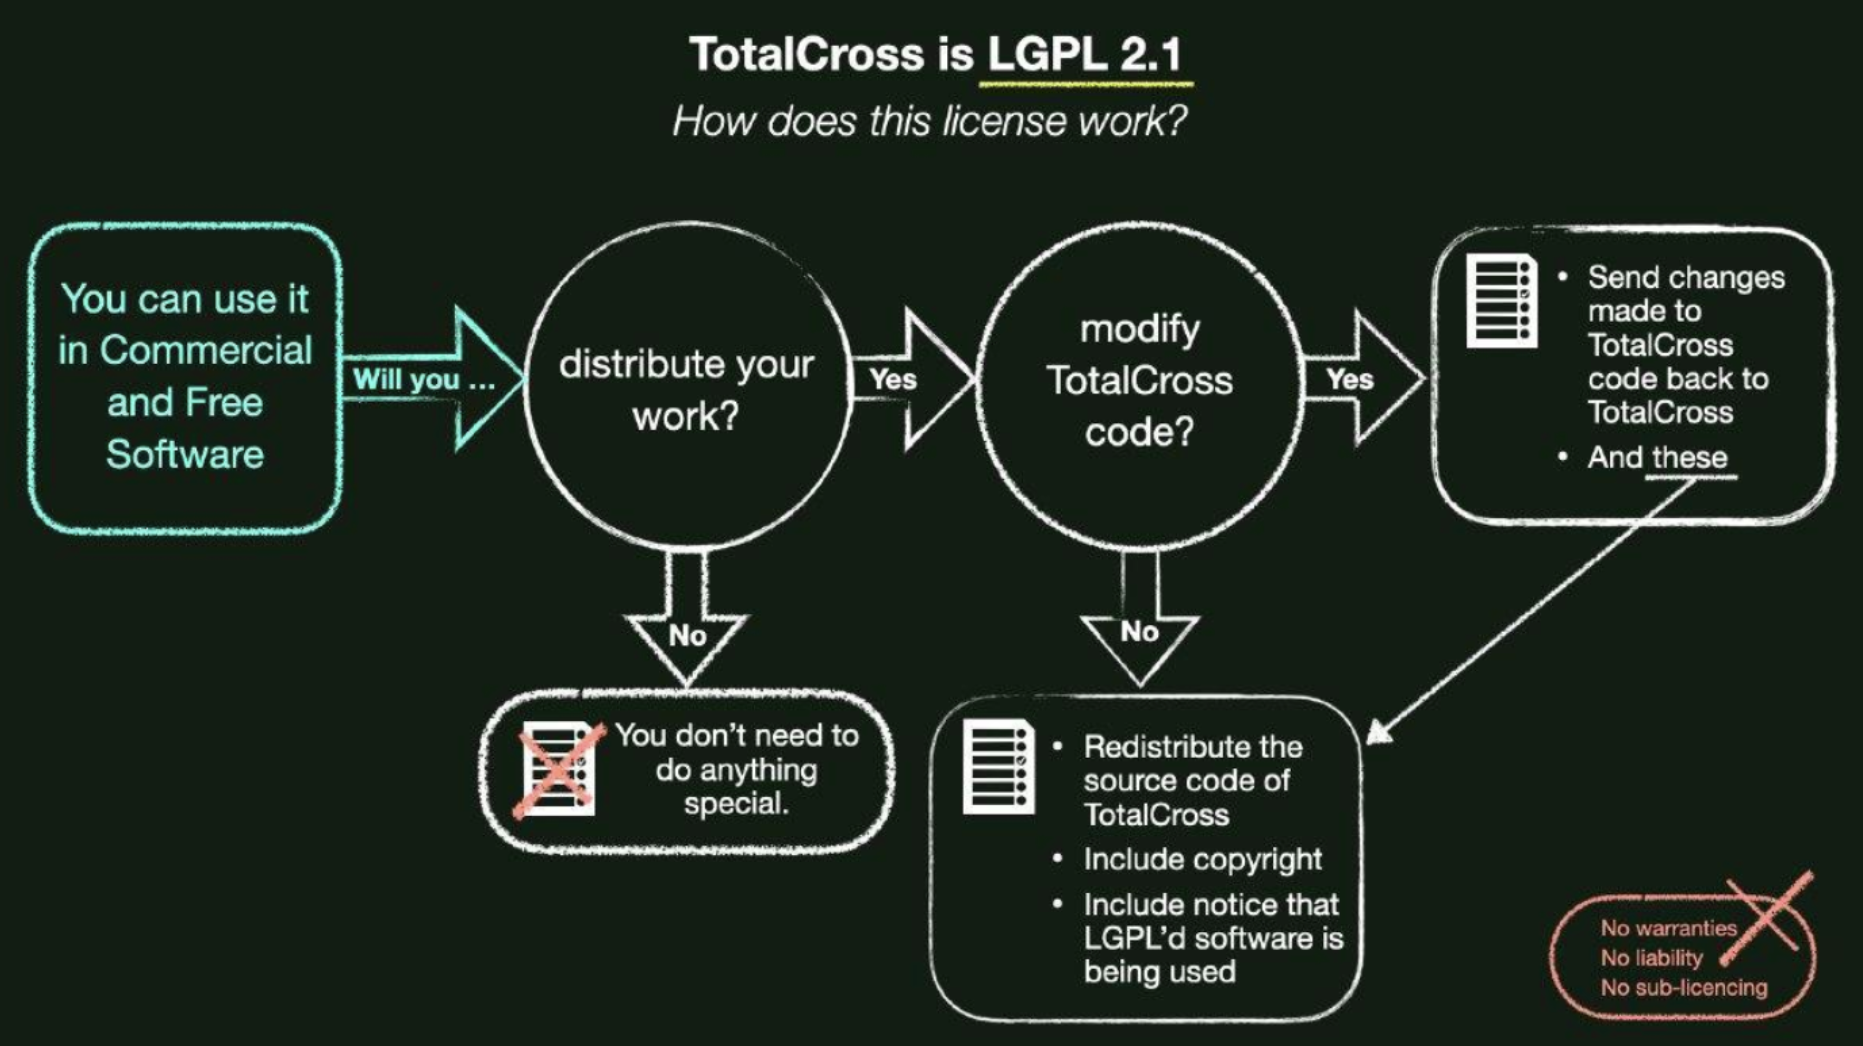 TotalCross is LGPL 2.1
How does this license work?
You can use it
in Commercial
and Free
Software
Will you ...
distribute your
work?
Yes
modify
TotalCross
code?
Yes
• Send changes
made to
TotalCross
code back to
TotalCross
• And these
No
No
You don't need to
do anything
special.
• Redistribute the
source code of
TotalCross
• Include copyright
• Include notice that
LGPL'd software is
being used
No warranties
No liability
No sub-licencing